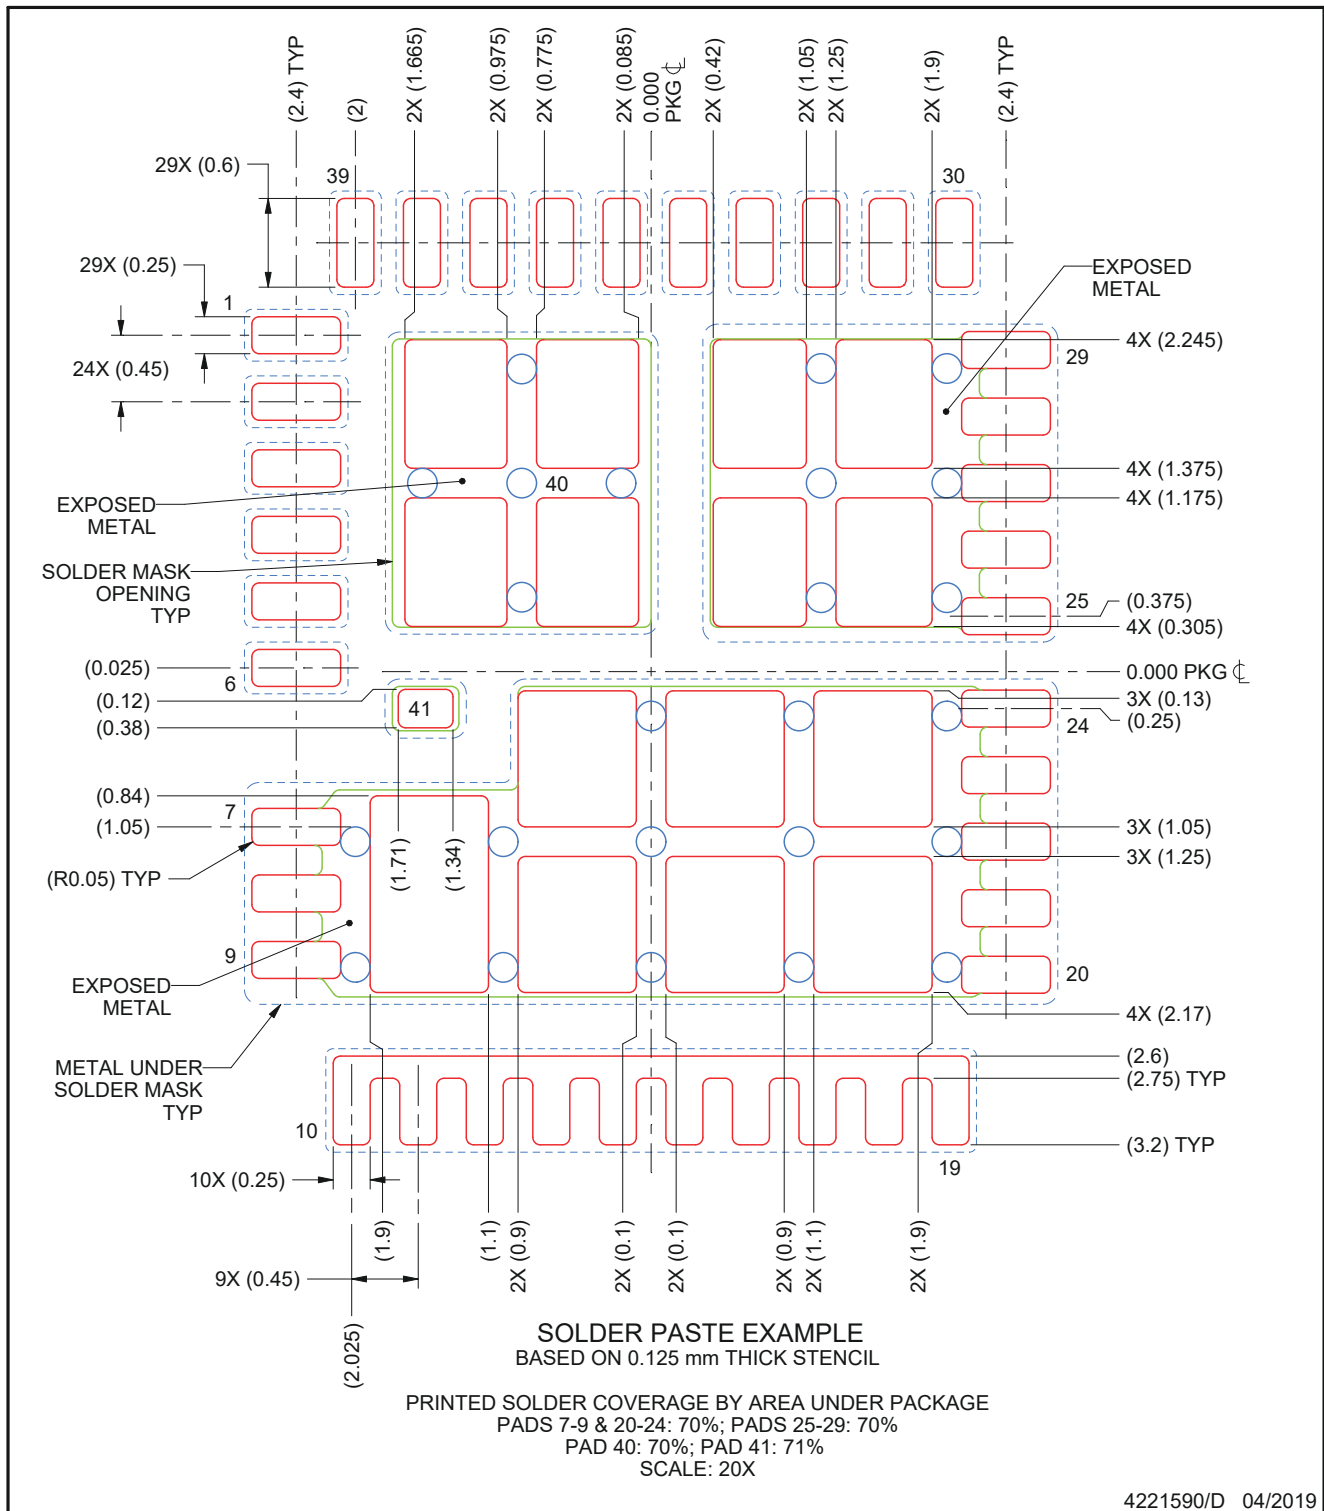 (2.4) TYP
(2)
2X (1.665)
2X (0.975)
2X (0.775)
2X (0.085)
0.000
PKG ℄
2X (0.42)
2X (1.05)
2X (1.25)
2X (1.9)
(2.4) TYP
29X (0.6)
39
30
29X (0.25)
1
EXPOSED
METAL
24X (0.45)
4X (2.245)
29
4X (1.375)
40
4X (1.175)
EXPOSED
METAL
SOLDER MASK
OPENING
TYP
25
(0.375)
4X (0.305)
(0.025)
6
0.000 PKG ℄
(0.12)
41
3X (0.13)
(0.38)
24
(0.25)
(0.84)
7
(1.05)
3X (1.05)
(1.71)
(1.34)
3X (1.25)
(R0.05) TYP
9
20
EXPOSED
METAL
4X (2.17)
METAL UNDER
SOLDER MASK
TYP
(2.6)
(2.75) TYP
10
19
(3.2) TYP
10X (0.25)
(1.9)
(1.1)
2X (0.9)
2X (0.1)
2X (0.1)
2X (0.9)
2X (1.1)
2X (1.9)
9X (0.45)
(2.025)
SOLDER PASTE EXAMPLE
BASED ON 0.125 mm THICK STENCIL
PRINTED SOLDER COVERAGE BY AREA UNDER PACKAGE
PADS 7-9 & 20-24: 70%; PADS 25-29: 70%
PAD 40: 70%; PAD 41: 71%
SCALE: 20X
4221590/D 04/2019